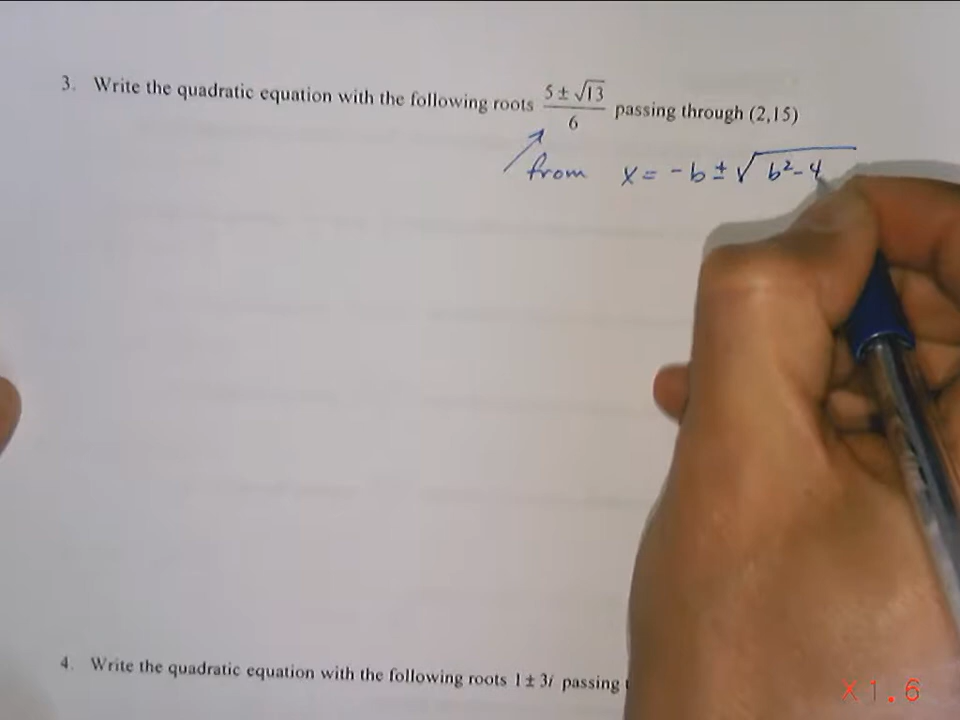 3. Write the quadratic equation with the following roots (5 ± √13)/6 passing through (2,15)
from x = -b ± √b²-4
4. Write the quadratic equation with the following roots 1 ± 3i passing
X1.6